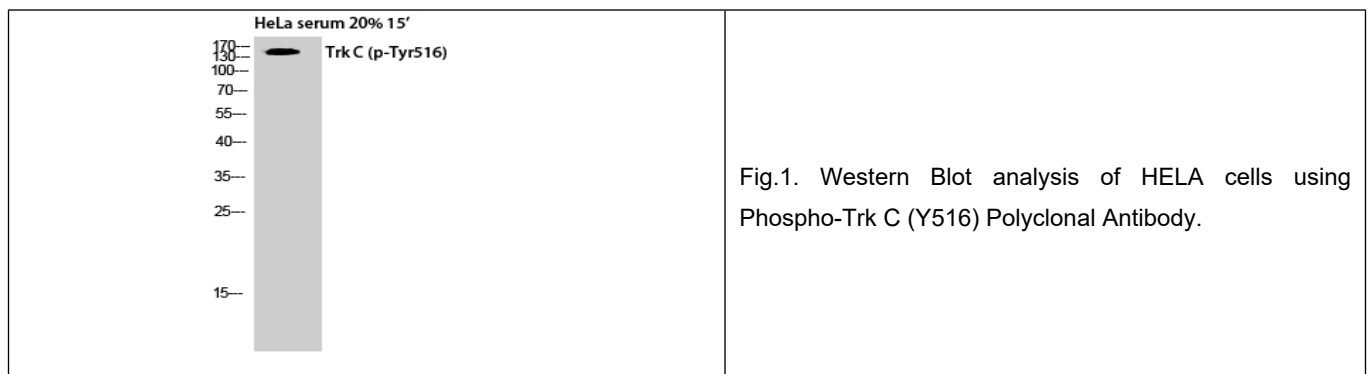 HeLa serum 20% 15′
170---
130---
Trk C (p-Tyr516)
100---
70---
55---
40---
35---
25---
15---
Fig.1. Western Blot analysis of HELA cells using
Phospho-Trk C (Y516) Polyclonal Antibody.